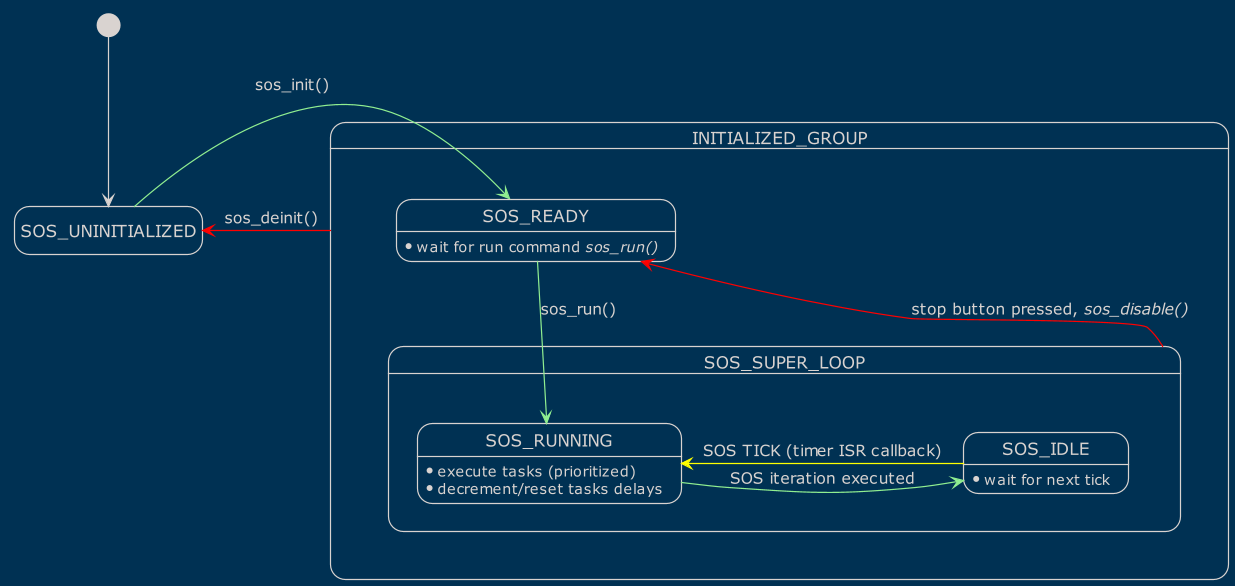 sos_init()
INITIALIZED_GROUP
SOS_UNINITIALIZED
sos_deinit()
SOS_READY
• wait for run command sos_run()
sos_run()
stop button pressed, sos_disable()
SOS_SUPER_LOOP
SOS_RUNNING
• execute tasks (prioritized)
• decrement/reset tasks delays
SOS TICK (timer ISR callback)
SOS iteration executed
SOS_IDLE
• wait for next tick